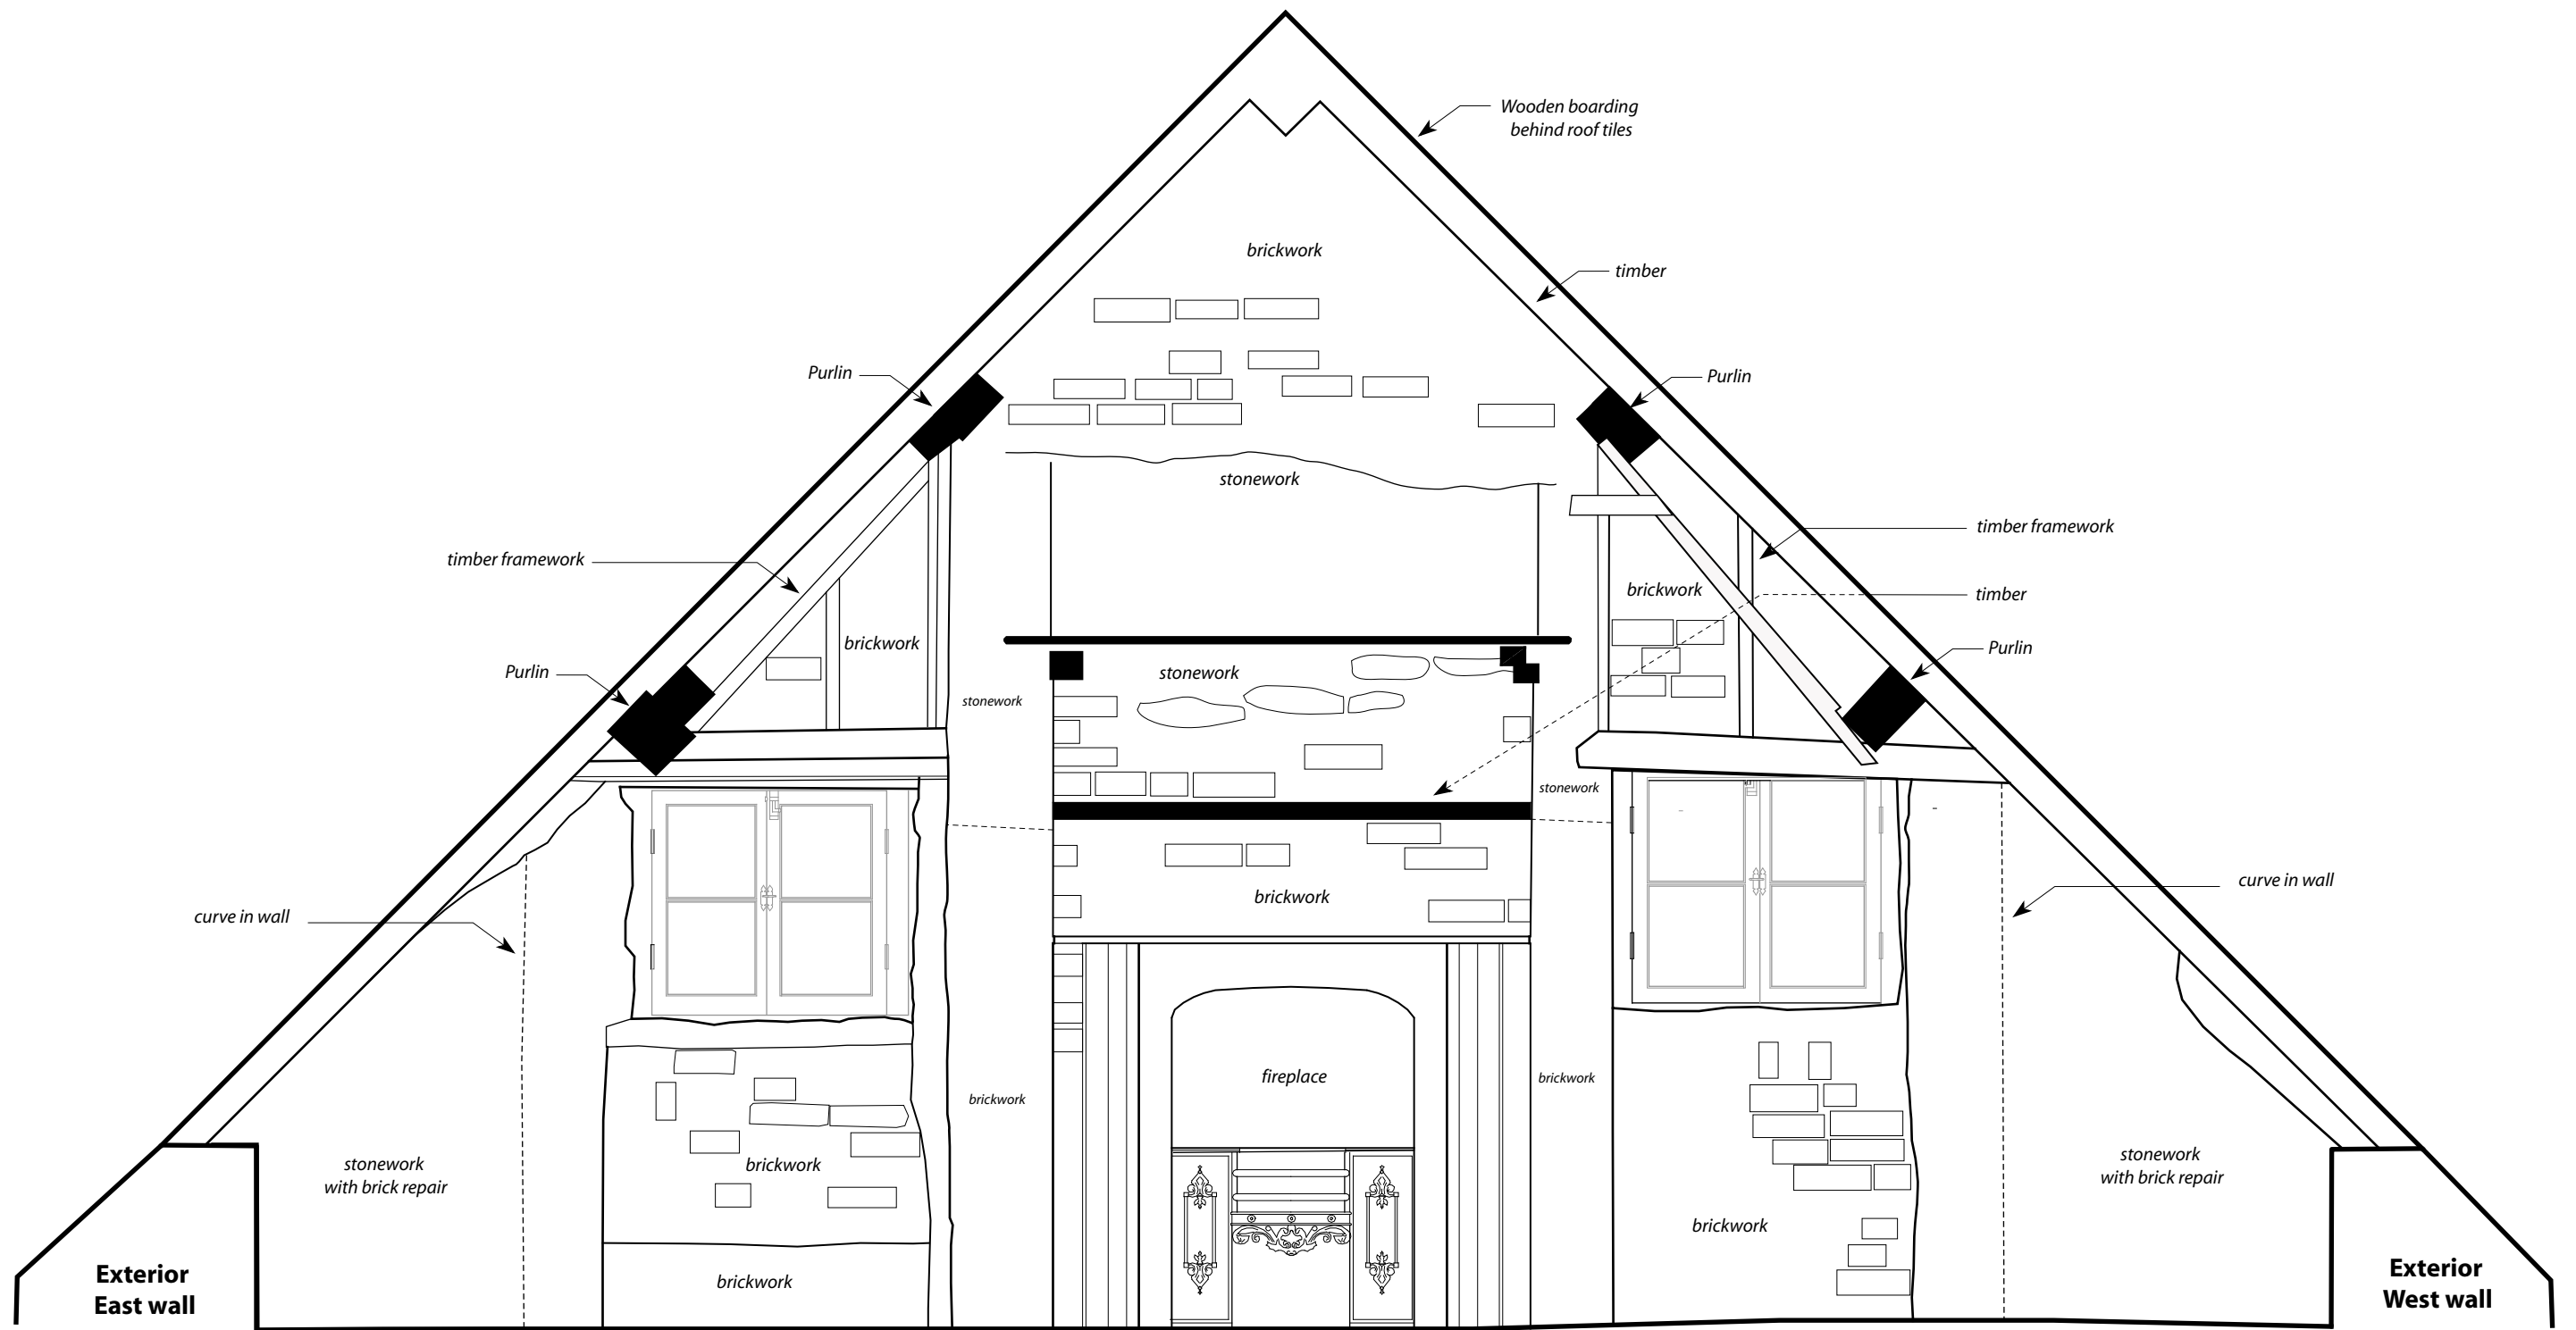 Wooden boarding
behind roof tiles
brickwork
timber
Purlin
Purlin
stonework
timber framework
timber framework
brickwork
timber
brickwork
Purlin
Purlin
stonework
stonework
stonework
curve in wall
curve in wall
brickwork
fireplace
brickwork
brickwork
stonework
with brick repair
brickwork
stonework
with brick repair
brickwork
brickwork
Exterior
East wall
Exterior
West wall